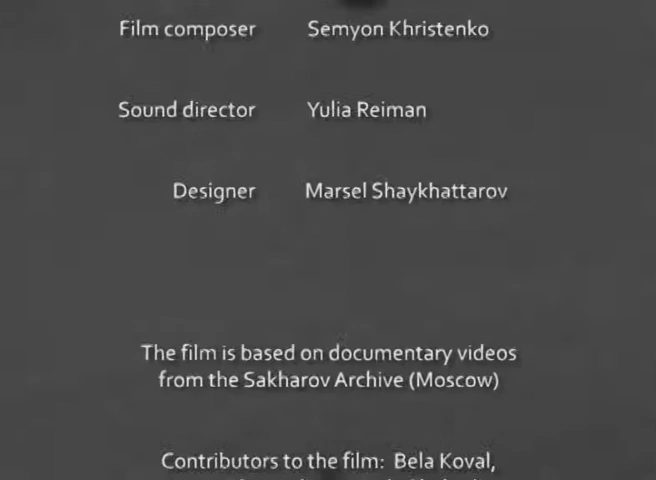 Film composer Semyon Khristenko
Sound director Yulia Reiman
Designer Marsel Shaykhattarov
The film is based on documentary videos
from the Sakharov Archive (Moscow)
Contributors to the film: Bela Koval,